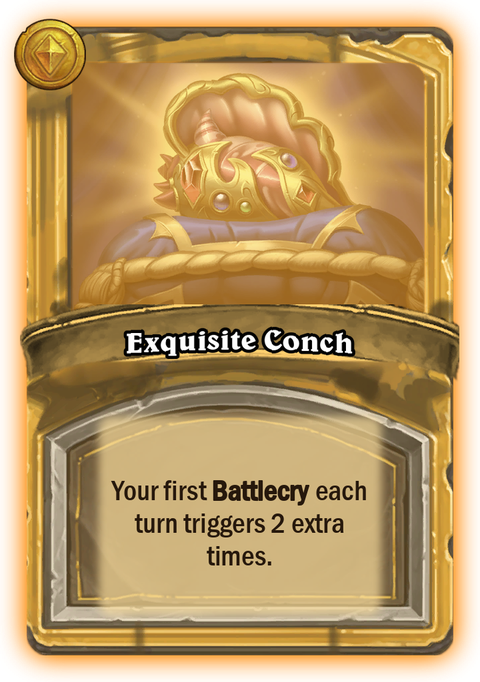 Exquisite Conch
Your first Battlecry each
turn triggers 2 extra
times.